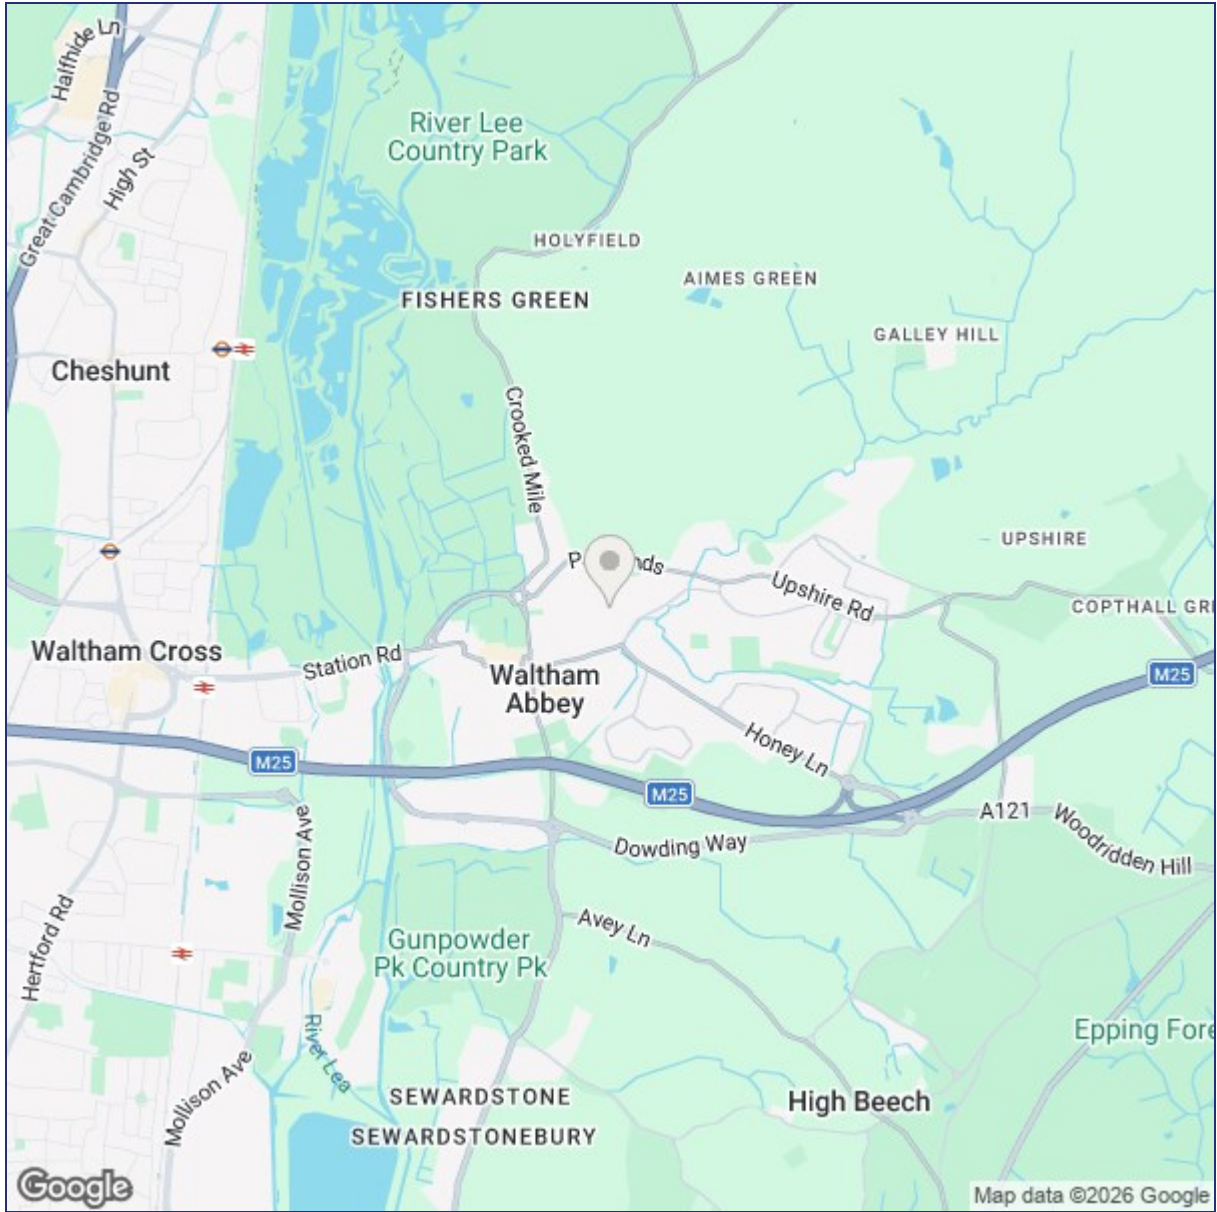 Halfhide Ln
Great Cambridge Rd
High St
River Lee
Country Park
HOLYFIELD
AIMES GREEN
FISHERS GREEN
GALLEY HILL
Cheshunt
Crooked Mile
UPSHIRE
Upshire Rd
COPTHALL GR
Waltham Cross
Station Rd
Waltham
Abbey
M25
Honey Ln
M25
M25
A121
Woodridden Hill
Mollison Ave
Dowding Way
Avey Ln
Hertford Rd
Gunpowder
Pk Country Pk
River Lea
Epping Fore
Mollison Ave
SEWARDSTONE
High Beech
SEWARDSTONEBURY
Google
Map data ©2026 Google